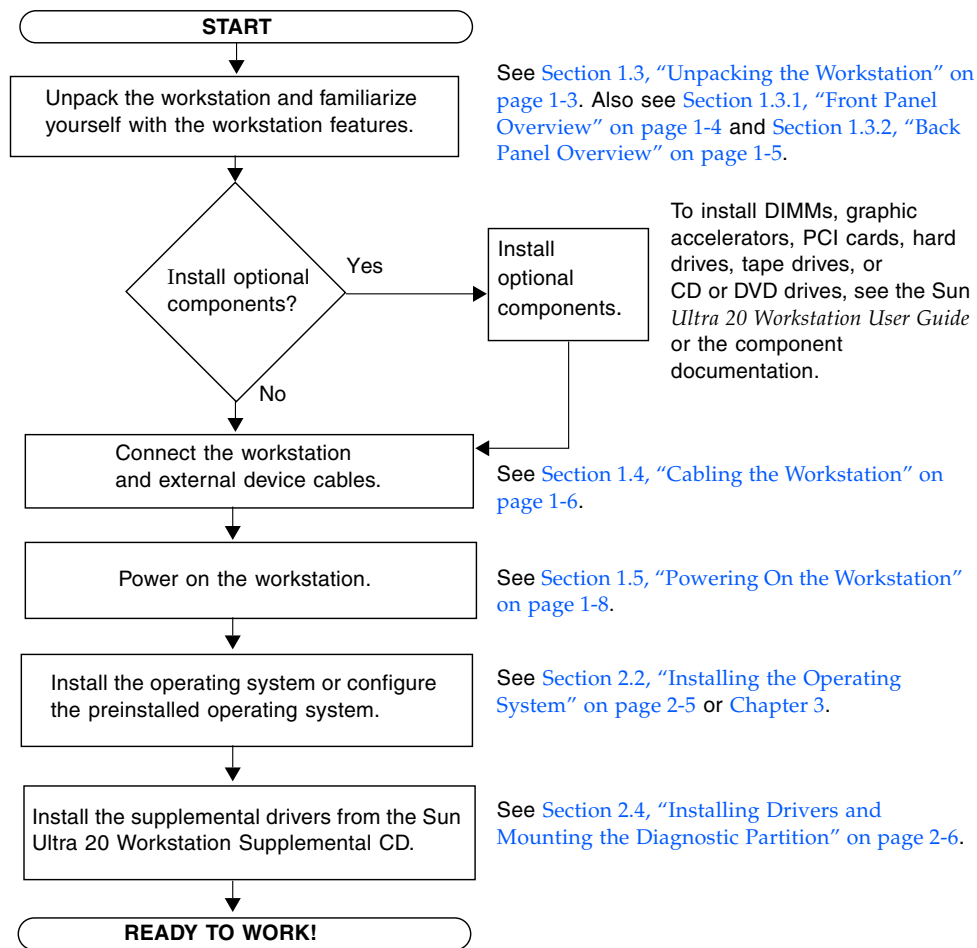 START
Unpack the workstation and familiarize
yourself with the workstation features.
See Section 1.3, “Unpacking the Workstation” on
page 1-3. Also see Section 1.3.1, “Front Panel
Overview” on page 1-4 and Section 1.3.2, “Back
Panel Overview” on page 1-5.
Install optional
components?
Yes
No
Install
optional
components.
To install DIMMs, graphic
accelerators, PCI cards, hard
drives, tape drives, or
CD or DVD drives, see the Sun
Ultra 20 Workstation User Guide
or the component
documentation.
Connect the workstation
and external device cables.
See Section 1.4, “Cabling the Workstation” on
page 1-6.
Power on the workstation.
See Section 1.5, “Powering On the Workstation”
on page 1-8.
Install the operating system or configure
the preinstalled operating system.
See Section 2.2, “Installing the Operating
System” on page 2-5 or Chapter 3.
Install the supplemental drivers from the Sun
Ultra 20 Workstation Supplemental CD.
See Section 2.4, “Installing Drivers and
Mounting the Diagnostic Partition” on page 2-6.
READY TO WORK!